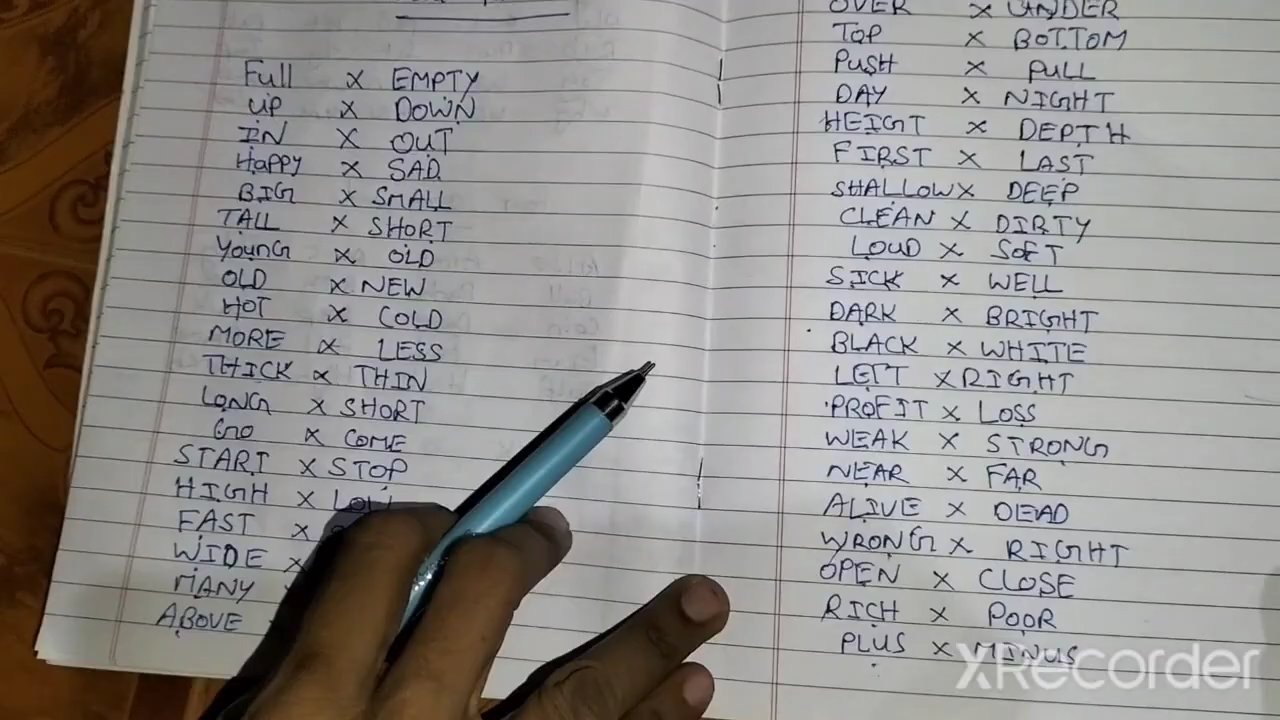 Full x EMPTY
UP x DOWN
IN x OUT
HAPPY x SAD
BIG x SMALL
TALL x SHORT
YOUNG x OLD
OLD x NEW
HOT x COLD
MORE x LESS
THICK x THIN
LONG x SHORT
GO x COME
START x STOP
HIGH x
FAST x
WIDE x
MANY
ABOVE
OVER x UNDER
TOP x BOTTOM
PUSH x PULL
DAY x NIGHT
HEIGT x DEPTH
FIRST x LAST
SHALLOW x DEEP
CLEAN x DIRTY
LOUD x SOFT
SICK x WELL
DARK x BRIGHT
BLACK x WHITE
LEFT x RIGHT
PROFIT x LOSS
WEAK x STRONG
NEAR x FAR
ALIVE x DEAD
WRONG x RIGHT
OPEN x CLOSE
RICH x POOR
PLUS x MINUS
XRecorder